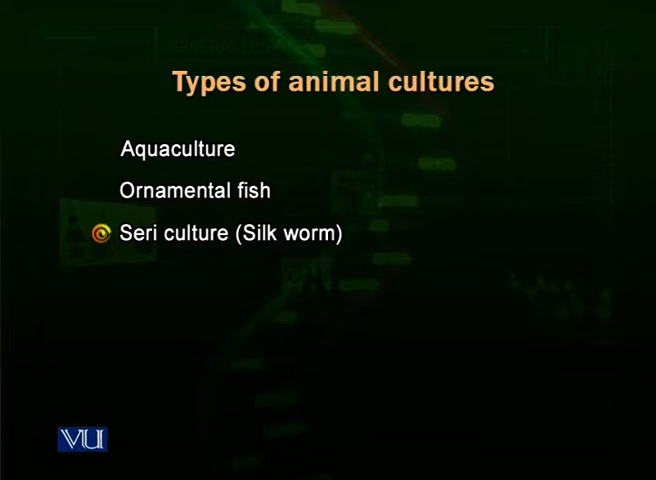 Types of animal cultures
Aquaculture
Ornamental fish
Seri culture (Silk worm)
VU